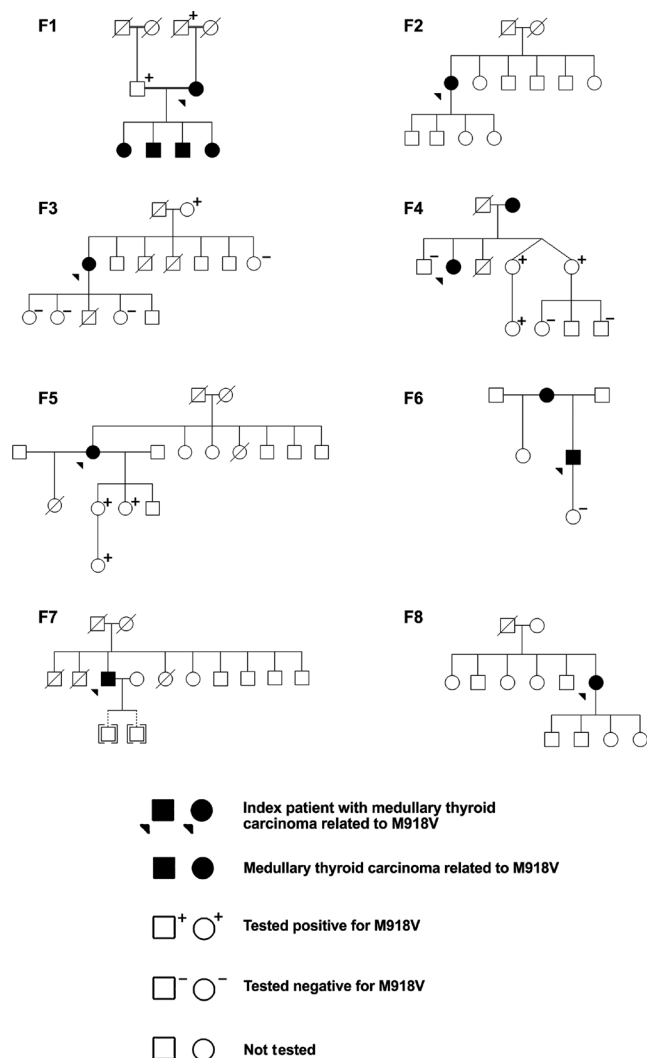 F1
F2
+
+
F3
F4
+
−
−
−
−
−
+
+
+
−
−
F5
F6
+
+
+
−
F7
F8
Index patient with medullary thyroid
carcinoma related to M918V
Medullary thyroid carcinoma related to M918V
+
+
Tested positive for M918V
−
−
Tested negative for M918V
Not tested